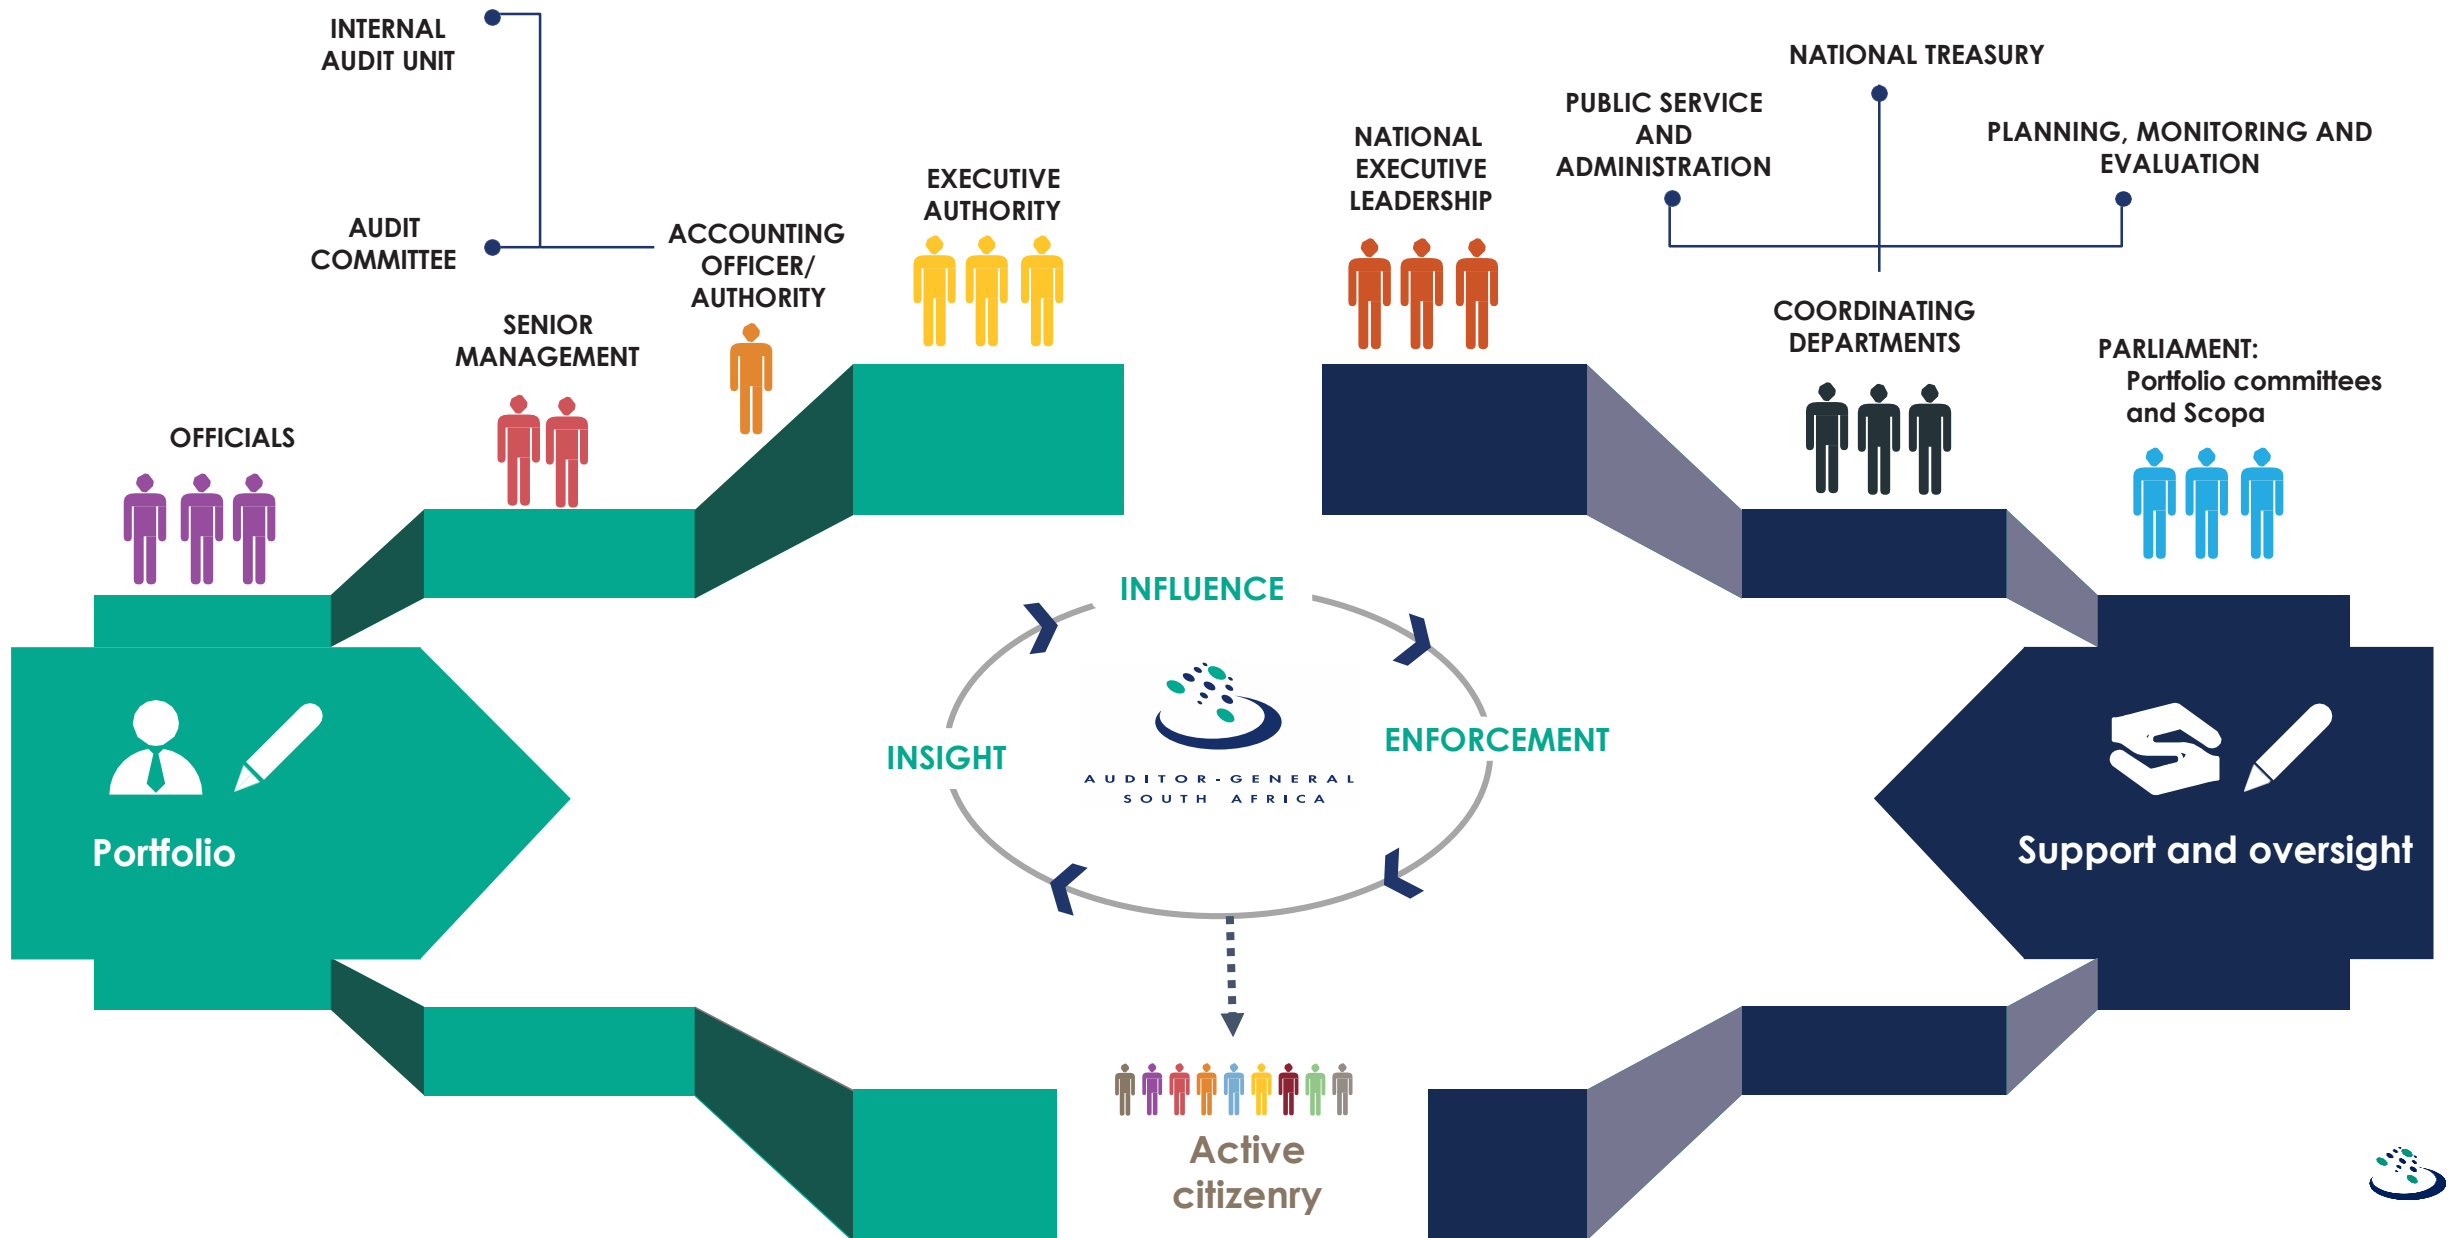 INTERNAL
AUDIT UNIT
AUDIT
COMMITTEE
OFFICIALS
SENIOR
MANAGEMENT
ACCOUNTING
OFFICER/
AUTHORITY
EXECUTIVE
AUTHORITY
NATIONAL
EXECUTIVE
LEADERSHIP
PUBLIC SERVICE
AND
ADMINISTRATION
NATIONAL TREASURY
PLANNING, MONITORING AND
EVALUATION
COORDINATING
DEPARTMENTS
PARLIAMENT:
Portfolio committees
and Scopa
Portfolio
INFLUENCE
INSIGHT
ENFORCEMENT
AUDITOR-GENERAL
SOUTH AFRICA
Support and oversight
Active
citizenry